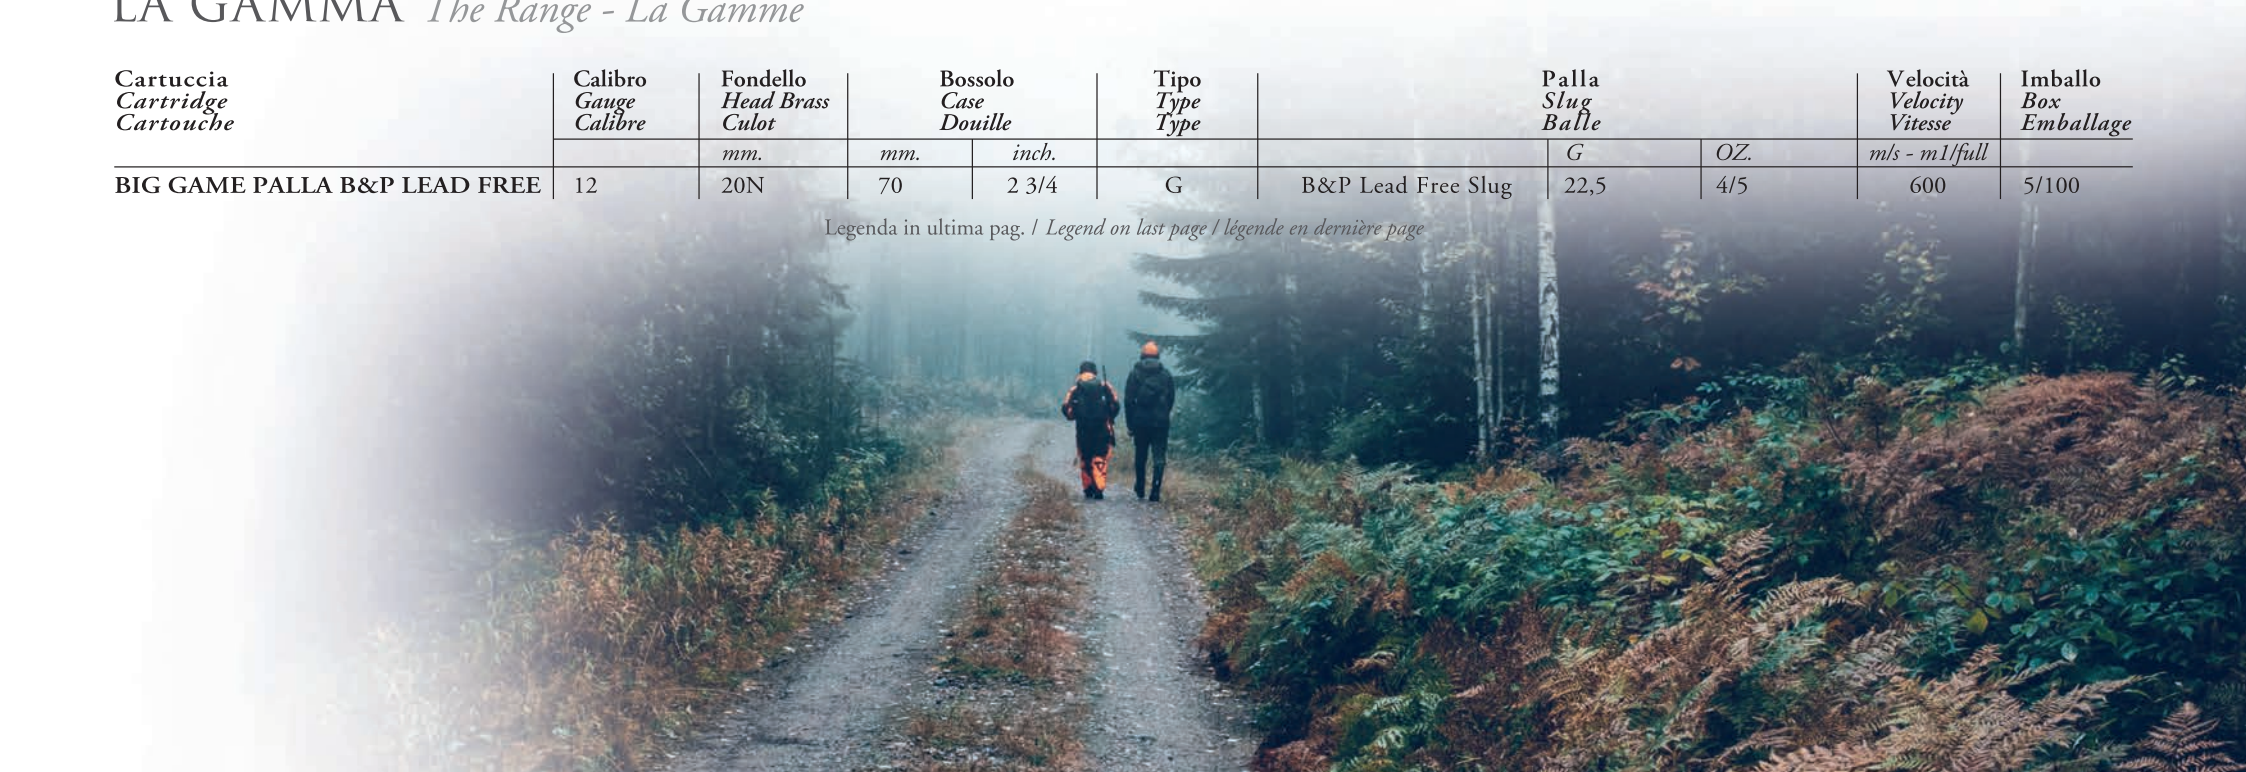 LA GAMMA The Range - La Gamme
Cartuccia Calibro Fondello Bossolo Tipo Palla Velocità Imballo
Cartridge Gauge Head Brass Case Type Slug Velocity Box
Cartouche Calibre Culot Douille Type Balle Vitesse Emballage
mm. mm. inch. G OZ. m/s - m1/full
BIG GAME PALLA B&P LEAD FREE 12 20N 70 2 3/4 G B&P Lead Free Slug 22,5 4/5 600 5/100
Legenda in ultima pag. / Legend on last page / légende en dernière page